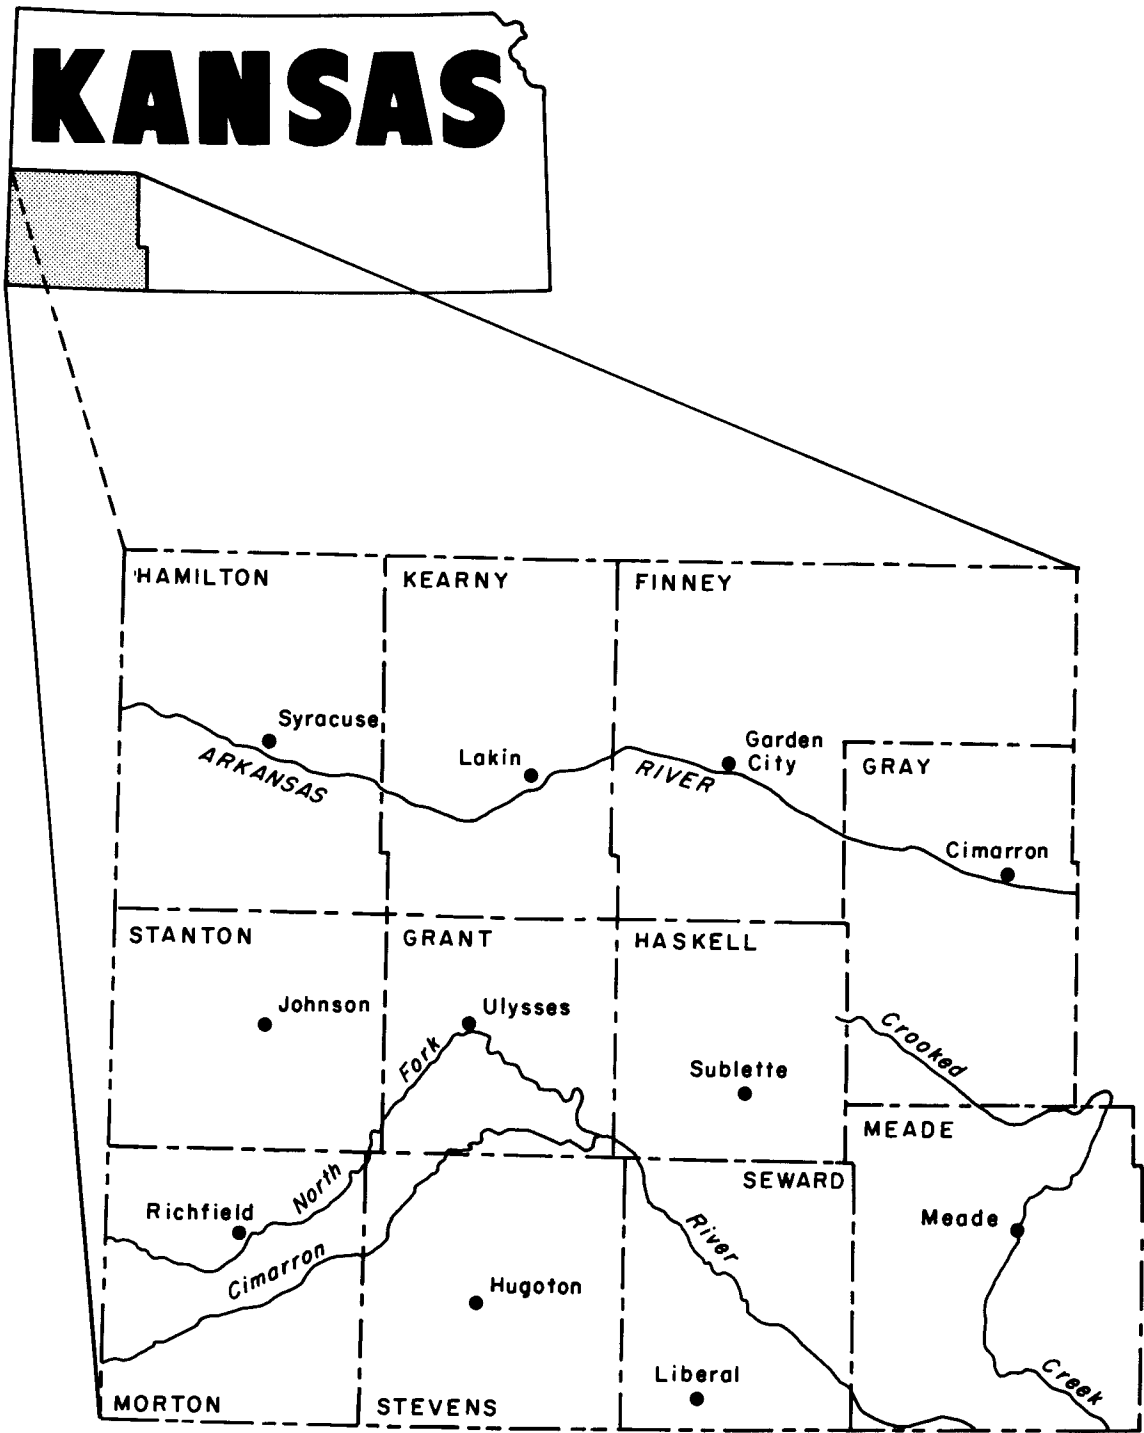 KANSAS
HAMILTON
KEARNY
FINNEY
Syracuse
ARKANSAS
Lakin
RIVER
Garden
City
GRAY
Cimarron
STANTON
GRANT
HASKELL
Johnson
Ulysses
Fork
Sublette
Crooked
MEADE
SEWARD
North
Richfield
Cimarron
River
Meade
Hugoton
Liberal
Creek
MORTON
STEVENS